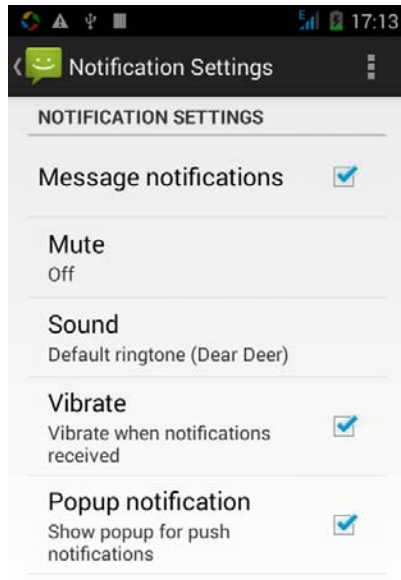 E
17:13
Notification Settings
NOTIFICATION SETTINGS
Message notifications
Mute
Off
Sound
Default ringtone (Dear Deer)
Vibrate
Vibrate when notifications
received
Popup notification
Show popup for push
notifications